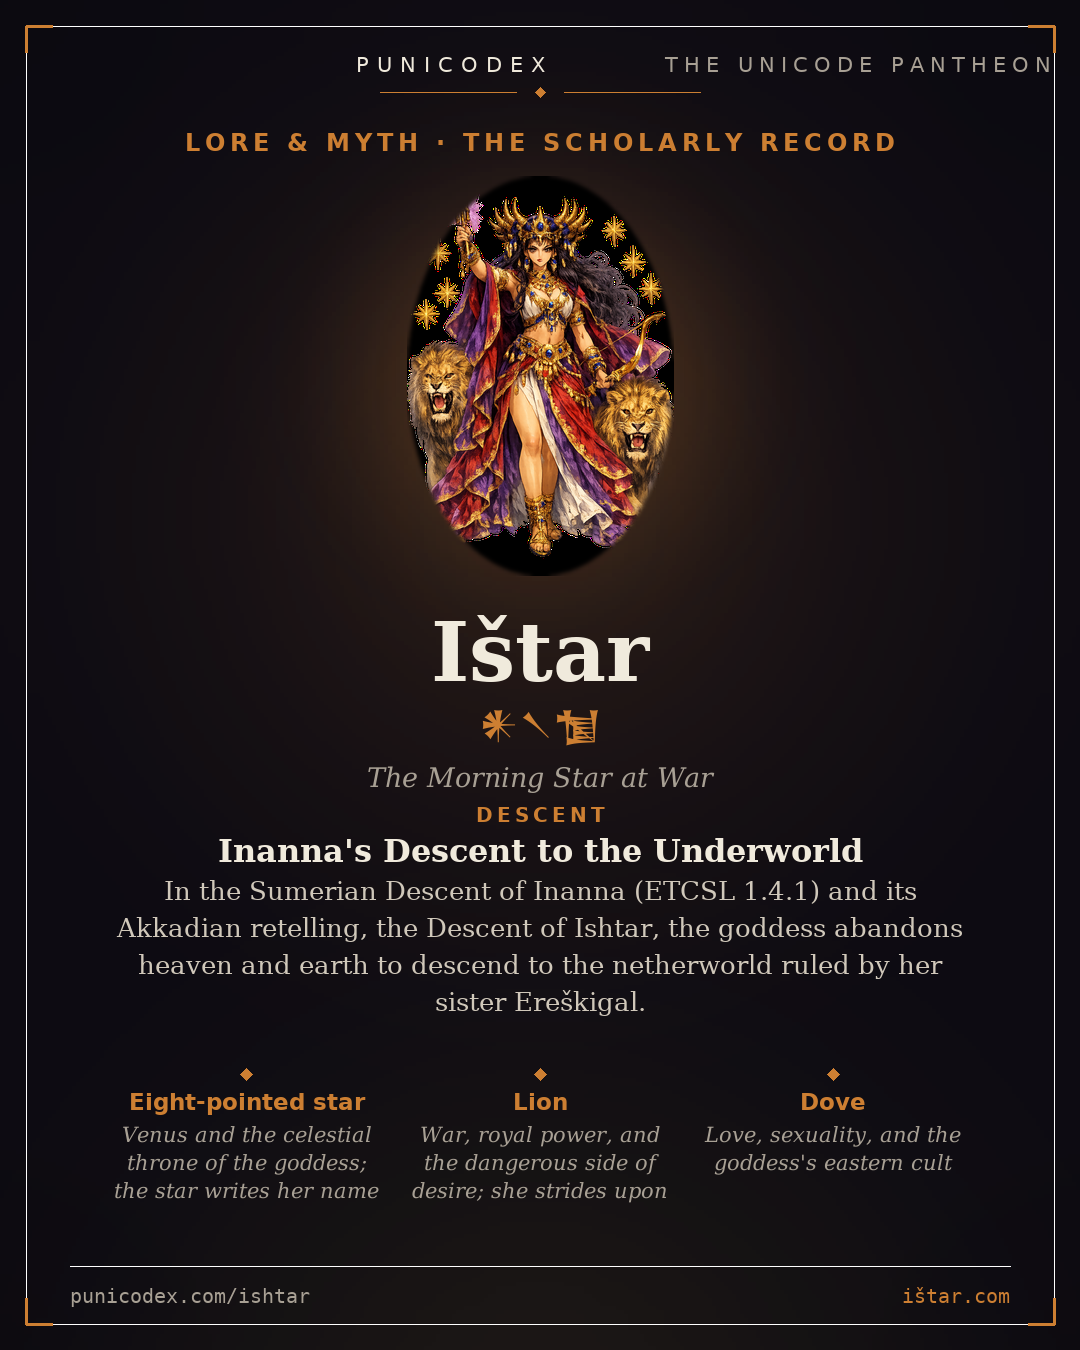 PUNICODEX
THE UNICODE PANTHEON
LORE & MYTH · THE SCHOLARLY RECORD
Ištar
𒀭𒈹
The Morning Star at War
DESCENT
Inanna's Descent to the Underworld
In the Sumerian Descent of Inanna (ETCSL 1.4.1) and its
Akkadian retelling, the Descent of Ishtar, the goddess abandons
heaven and earth to descend to the netherworld ruled by her
sister Ereškigal.
Eight-pointed star
Venus and the celestial
throne of the goddess;
the star writes her name
Lion
War, royal power, and
the dangerous side of
desire; she strides upon
Dove
Love, sexuality, and the
goddess's eastern cult
punicodex.com/ishtar
ištar.com